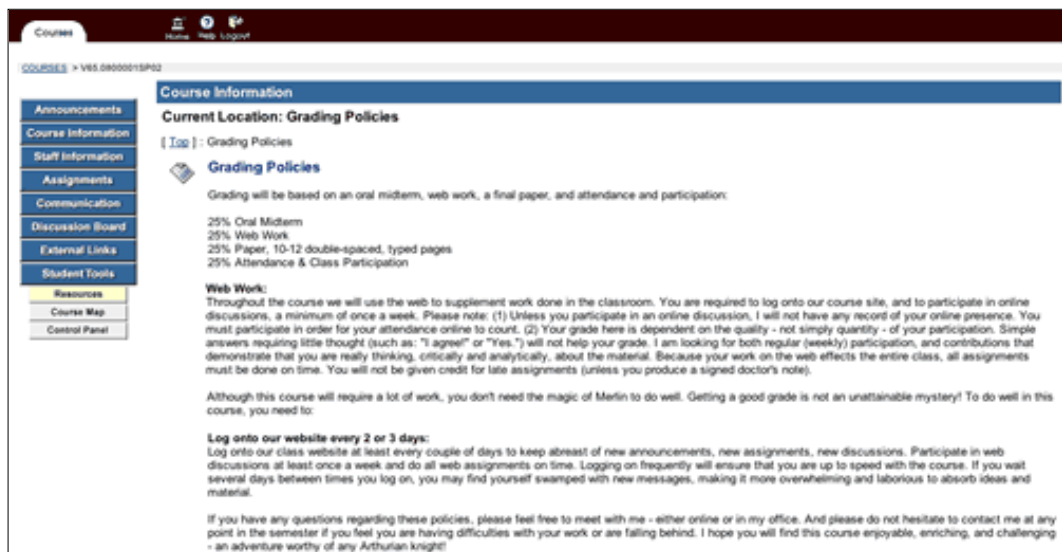 Courses
Home Help Logout
COURSES > V65.0800001SP02
Course Information
Announcements
Course Information
Staff Information
Assignments
Communication
Discussion Board
External Links
Student Tools
Resources
Course Map
Control Panel
Current Location: Grading Policies
[ Top ] : Grading Policies
Grading Policies
Grading will be based on an oral midterm, web work, a final paper, and attendance and participation:
25% Oral Midterm
25% Web Work
25% Paper, 10-12 double-spaced, typed pages
25% Attendance & Class Participation
Web Work:
Throughout the course we will use the web to supplement work done in the classroom. You are required to log onto our course site, and to participate in online
discussions, a minimum of once a week. Please note: (1) Unless you participate in an online discussion, I will not have any record of your online presence. You
must participate in order for your attendance online to count. (2) Your grade here is dependent on the quality - not simply quantity - of your participation. Simple
answers requiring little thought (such as: "I agree!" or "Yes.") will not help your grade. I am looking for both regular (weekly) participation, and contributions that
demonstrate that you are really thinking, critically and analytically, about the material. Because your work on the web effects the entire class, all assignments
must be done on time. You will not be given credit for late assignments (unless you produce a signed doctor's note).
Although this course will require a lot of work, you don't need the magic of Merlin to do well. Getting a good grade is not an unattainable mystery! To do well in this
course, you need to:
Log onto our website every 2 or 3 days:
Log onto our class website at least every couple of days to keep abreast of new announcements, new assignments, new discussions. Participate in web
discussions at least once a week and do all web assignments on time. Logging on frequently will ensure that you are up to speed with the course. If you wait
several days between times you log on, you may find yourself swamped with new messages, making it more overwhelming and laborious to absorb ideas and
material.
If you have any questions regarding these policies, please feel free to meet with me - either online or in my office. And please do not hesitate to contact me at any
point in the semester if you feel you are having difficulties with your work or are falling behind. I hope you will find this course enjoyable, enriching, and challenging
- an adventure worthy of any Arthurian knight!